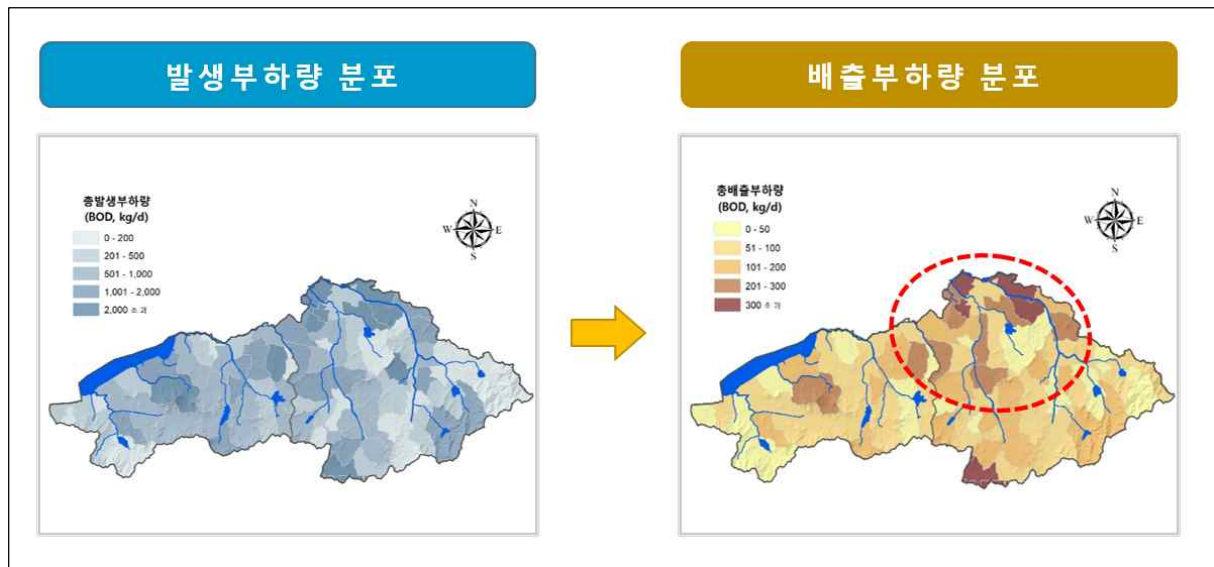 발생부하량 분포
배출부하량 분포
총발생부하량
(BOD, kg/d)
0 - 200
201 - 500
501 - 1,000
1,001 - 2,000
2,000 초과
N
W
E
S
총배출부하량
(BOD, kg/d)
0 - 50
51 - 100
101 - 200
201 - 300
300 초과
N
W
E
S